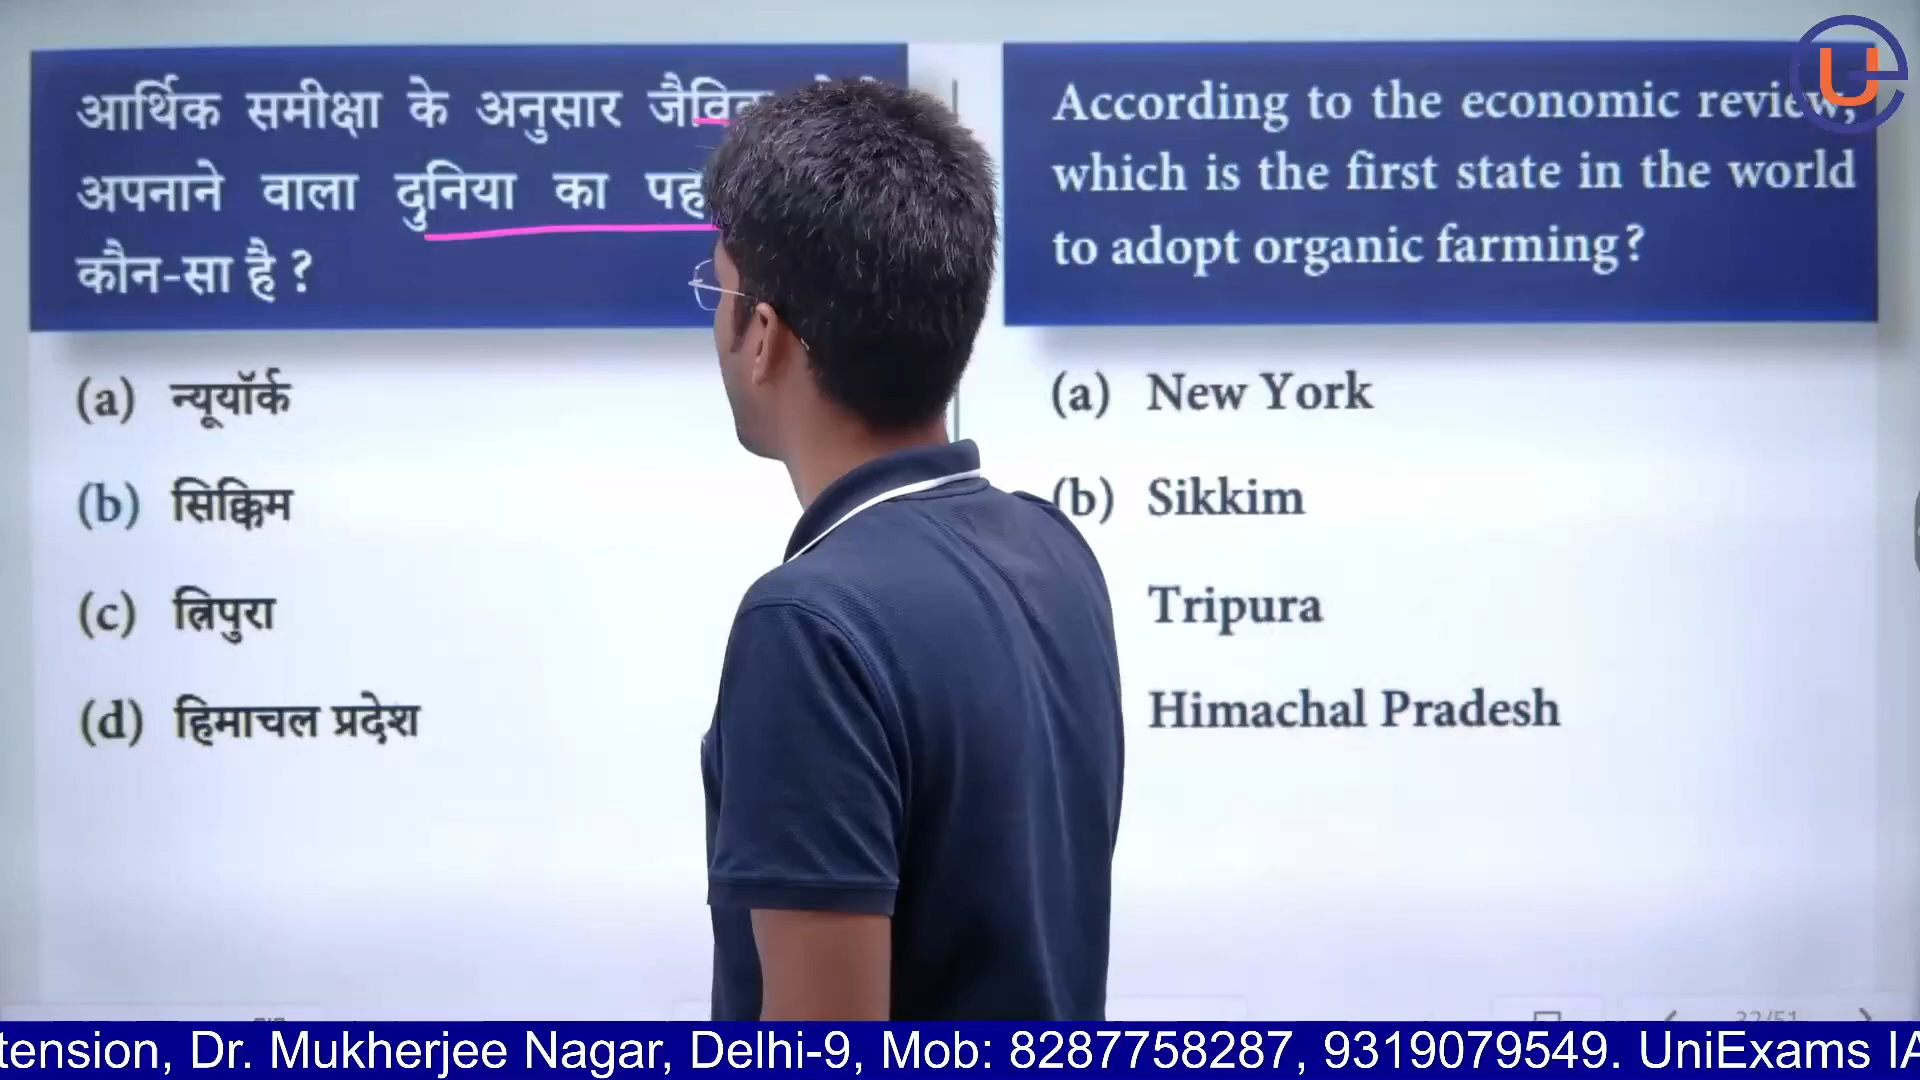 आर्थिक समीक्षा के अनुसार
अपनाने वाला दुनिया का
कौन-सा है ?
(a) न्यूयॉर्क
(b) सिक्किम
(c) त्रिपुरा
(d) हिमाचल प्रदेश
According to the economic review,
which is the first state in the world
to adopt organic farming?
(a) New York
(b) Sikkim
Tripura
Himachal Pradesh
U
tension, Dr. Mukherjee Nagar, Delhi-9, Mob: 8287758287, 9319079549. UniExams IA